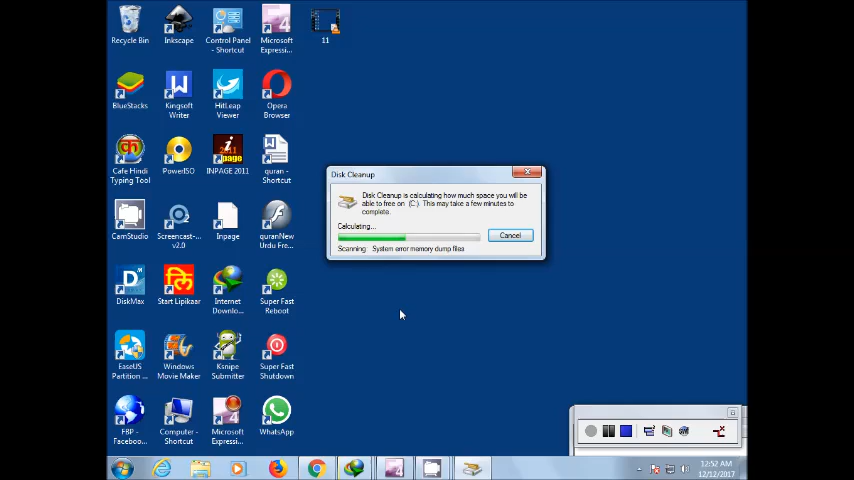 Recycle Bin
Inkscape
Control Panel
- Shortcut
Microsoft
Expressi...
11
BlueStacks
Kingsoft
Writer
HitLeap
Viewer
Opera
Browser
Cafe Hindi
Typing Tool
PowerISO
INPAGE 2011
quran -
Shortcut
CamStudio
Screencast-...
v2.0
Inpage
quranNew
Urdu Fre...
DiskMax
Start Lipikaar
Internet
Downlo...
Super Fast
Reboot
EaseUS
Partition ...
Windows
Movie Maker
Ksnipe
Submitter
Super Fast
Shutdown
FBP -
Faceboo...
Computer -
Shortcut
Microsoft
Expressi...
WhatsApp
Disk Cleanup
Disk Cleanup is calculating how much space you will be
able to free on (C:). This may take a few minutes to
complete.
Calculating...
Cancel
Scanning: System error memory dump files
12:52 AM
12/12/2017